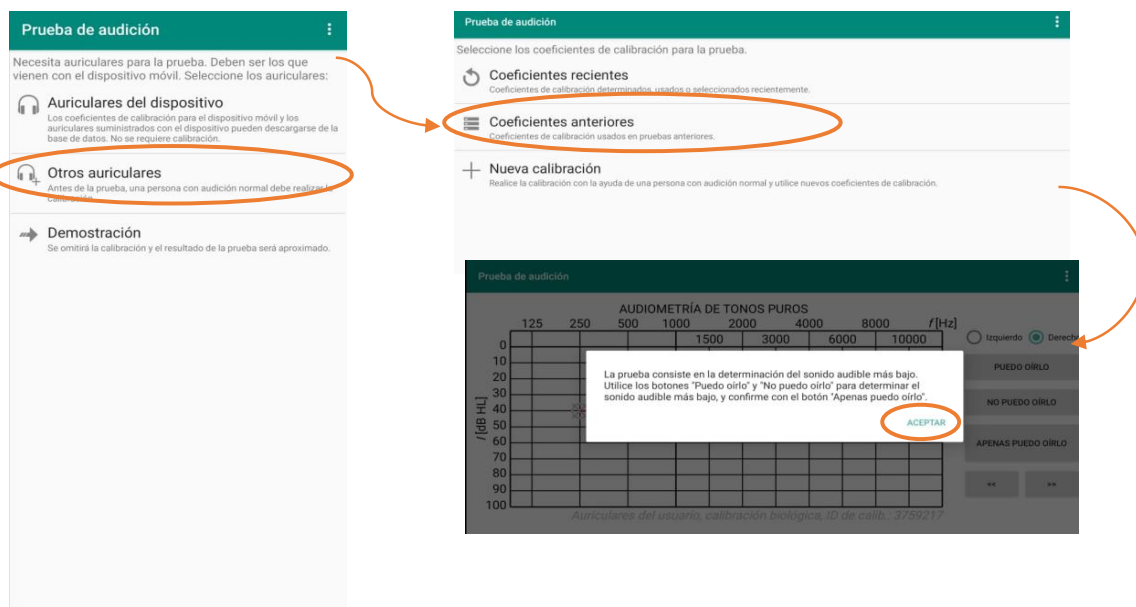 Prueba de audición
Necesita auriculares para la prueba. Deben ser los que
vienen con el dispositivo móvil. Seleccione los auriculares:
Auriculares del dispositivo
Los coeficientes de calibración para el dispositivo móvil y los
auriculares suministrados con el dispositivo pueden descargarse de la
base de datos. No se requiere calibración.
Otros auriculares
Antes de la prueba, una persona con audición normal debe realizar la
calibración.
Demostración
Se omitirá la calibración y el resultado de la prueba será aproximado.
Prueba de audición
Seleccione los coeficientes de calibración para la prueba.
Coeficientes recientes
Coeficientes de calibración determinados, usados o seleccionados recientemente.
Coeficientes anteriores
Coeficientes de calibración usados en pruebas anteriores.
Nueva calibración
Realice la calibración con la ayuda de una persona con audición normal y utilice nuevos coeficientes de calibración.
Prueba de audición
AUDIOMETRÍA DE TONOS PUROS
125 250 500 1000 2000 4000 8000 f [Hz]
1500 3000 6000 10000
0
10
20
30
40
50
60
70
80
90
100
I [dB HL]
La prueba consiste en la determinación del sonido audible más bajo.
Utilice los botones "Puedo oírlo" y "No puedo oírlo" para determinar el
sonido audible más bajo, y confirme con el botón "Apenas puedo oírlo".
ACEPTAR
Izquierdo Derecho
PUEDO OÍRLO
NO PUEDO OÍRLO
APENAS PUEDO OÍRLO
<< >>
Auriculares del usuario, calibración biológica, ID de calib.: 3759217